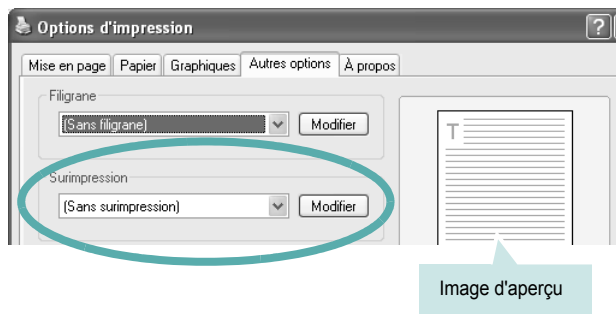 Options d'impression ?
Mise en page Papier Graphiques Autres options À propos
Filigrane
(Sans filigrane) Modifier
T
Surimpression
(Sans surimpression) Modifier
Image d'aperçu